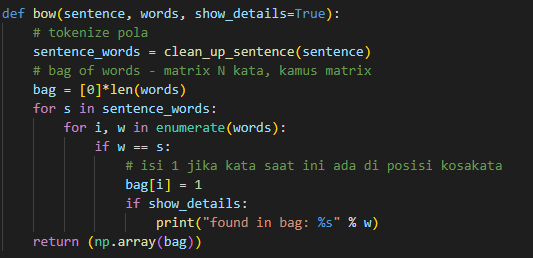 def bow(sentence, words, show_details=True):
    # tokenize pola
    sentence_words = clean_up_sentence(sentence)
    # bag of words - matrix N kata, kamus matrix
    bag = [0]*len(words)
    for s in sentence_words:
        for i, w in enumerate(words):
            if w == s:
                # isi 1 jika kata saat ini ada di posisi kosakata
                bag[i] = 1
                if show_details:
                    print("found in bag: %s" % w)
    return (np.array(bag))